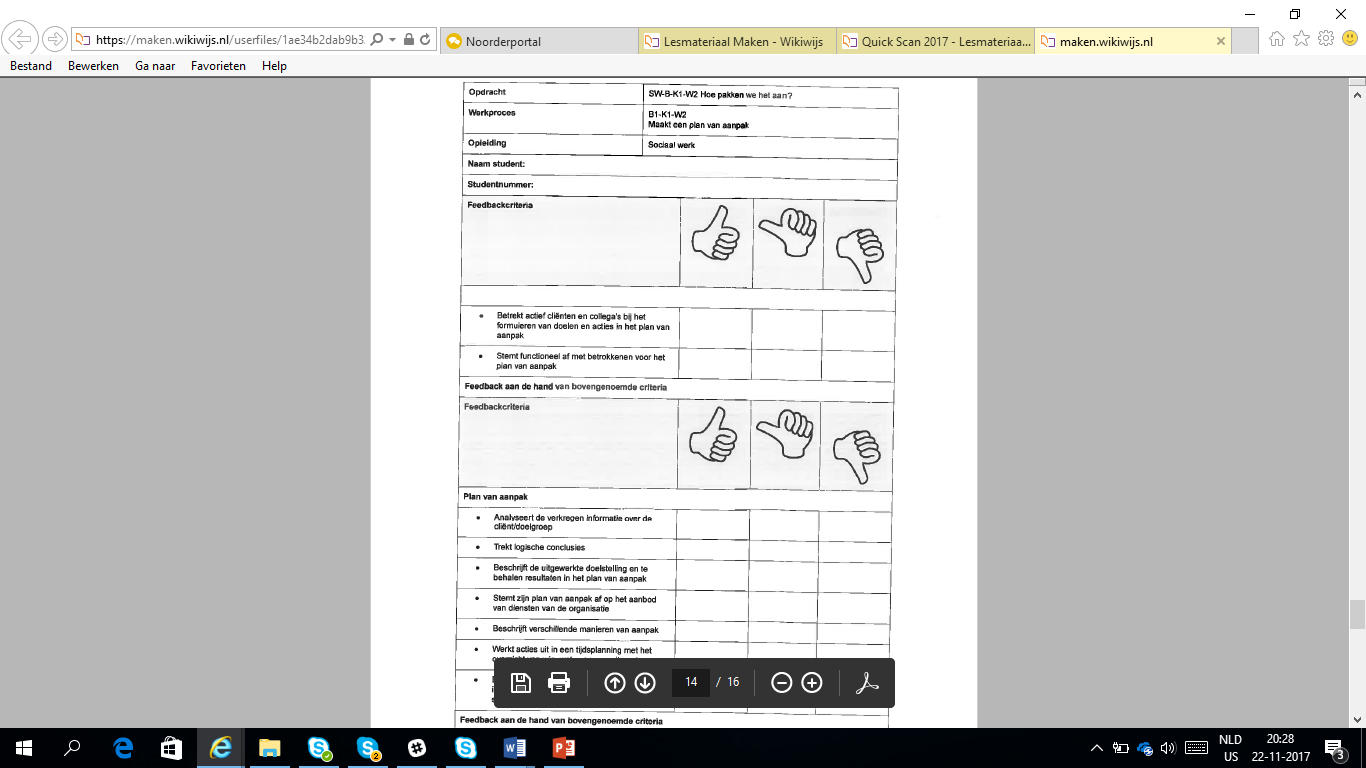 https://maken.wikiwijs.nl/userfiles/1ae34b2dab9b3
Noorderportal
Lesmateriaal Maken - Wikiwijs
Quick Scan 2017 - Lesmateriaa...
maken.wikiwijs.nl
Bestand Bewerken Ga naar Favorieten Help
Opdracht SW-B-K1-W2 Hoe pakken we het aan?
Werkproces B1-K1-W2
Maakt een plan van aanpak
Opleiding Sociaal werk
Naam student:
Studentnummer:
Feedbackcriteria
• Betrekt actief cliënten en collega's bij het
formuleren van doelen en acties in het plan van
aanpak
• Stemt functioneel af met betrokkenen voor het
plan van aanpak
Feedback aan de hand van bovengenoemde criteria
Feedbackcriteria
Plan van aanpak
• Analyseert de verkregen informatie over de
cliënt/doelgroep
• Trekt logische conclusies
• Beschrijft de uitgewerkte doelstelling en te
behalen resultaten in het plan van aanpak
• Stemt zijn plan van aanpak af op het aanbod
van diensten van de organisatie
• Beschrijft verschillende manieren van aanpak
• Werkt acties uit in een tijdsplanning met het
14 / 16
Feedback aan de hand van bovengenoemde criteria
NLD
US
20:28
22-11-2017
2
3